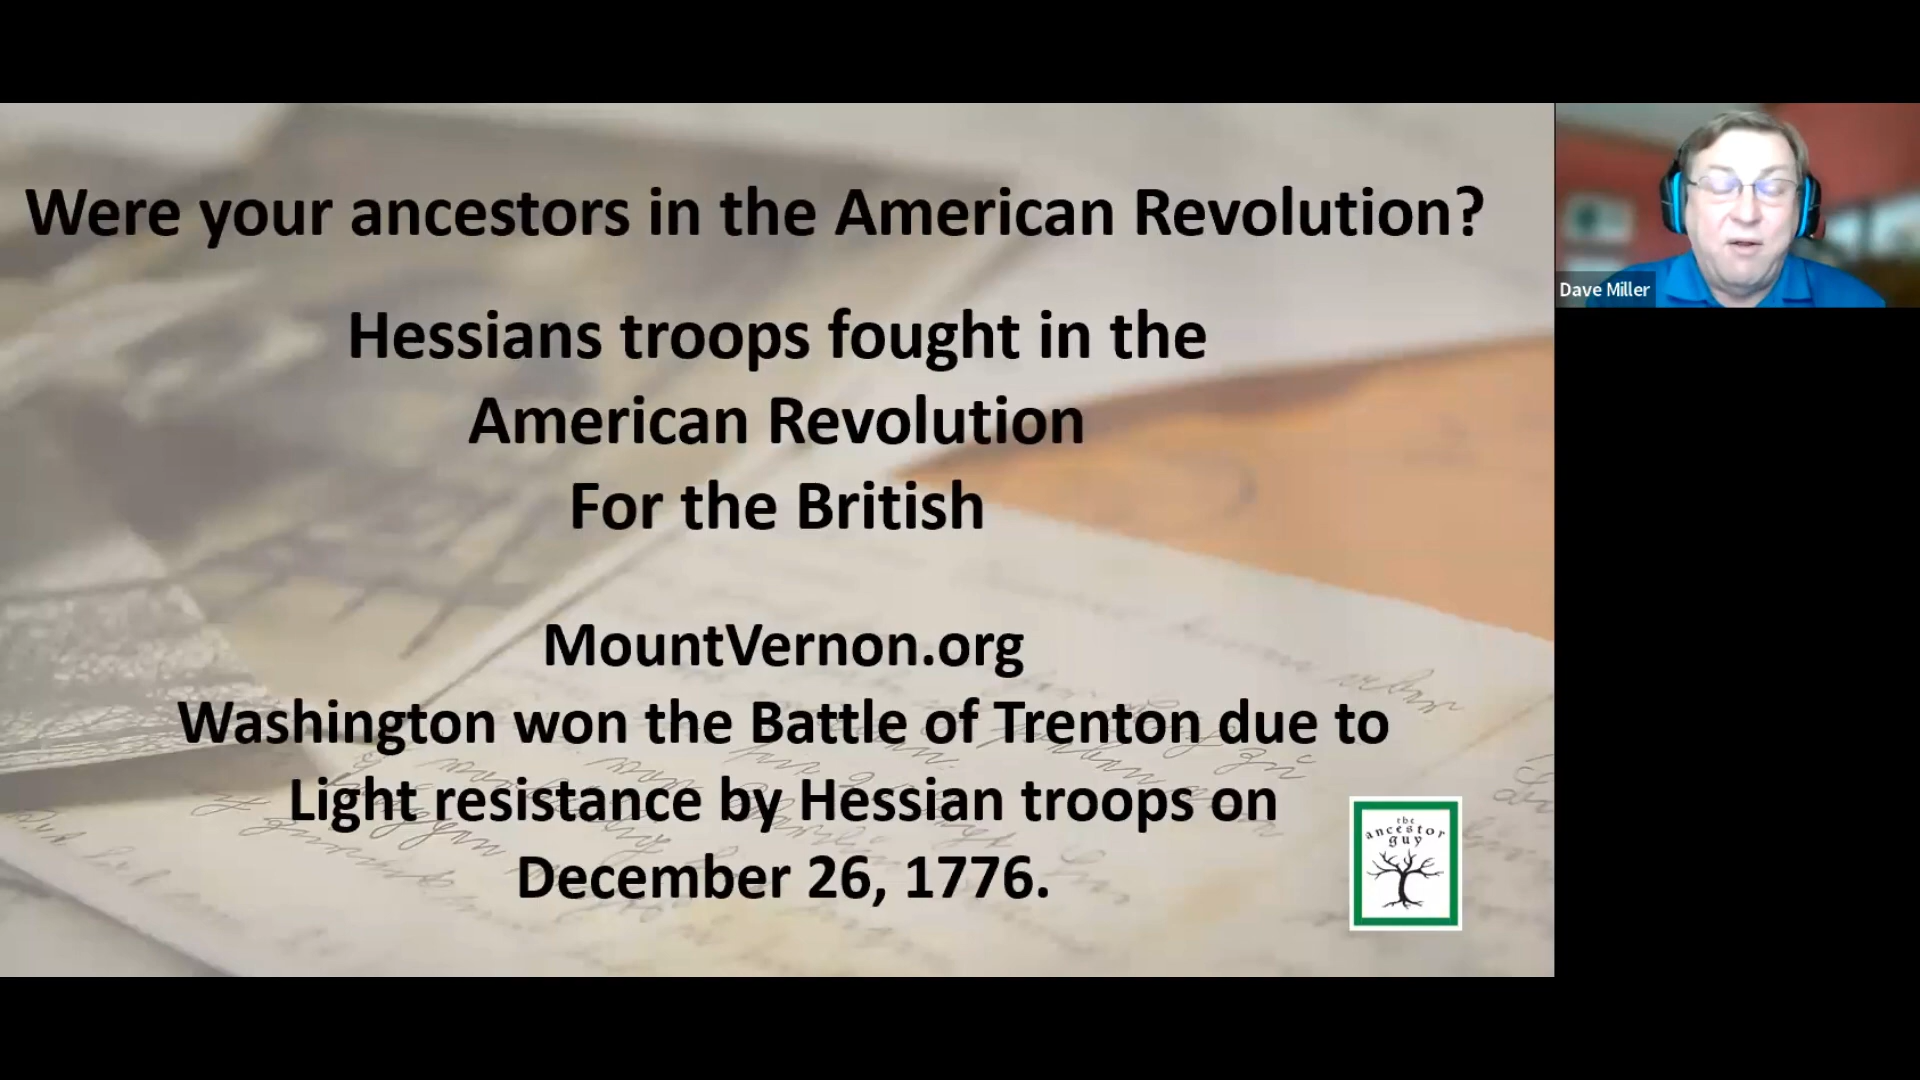 Were your ancestors in the American Revolution?
Hessians troops fought in the
American Revolution
For the British
MountVernon.org
Washington won the Battle of Trenton due to
Light resistance by Hessian troops on
December 26, 1776.
the
ancestor
guy
Dave Miller